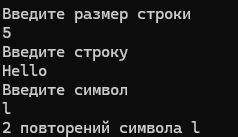 Введите размер строки
5
Введите строку
Hello
Введите символ
l
2 повторений символа l